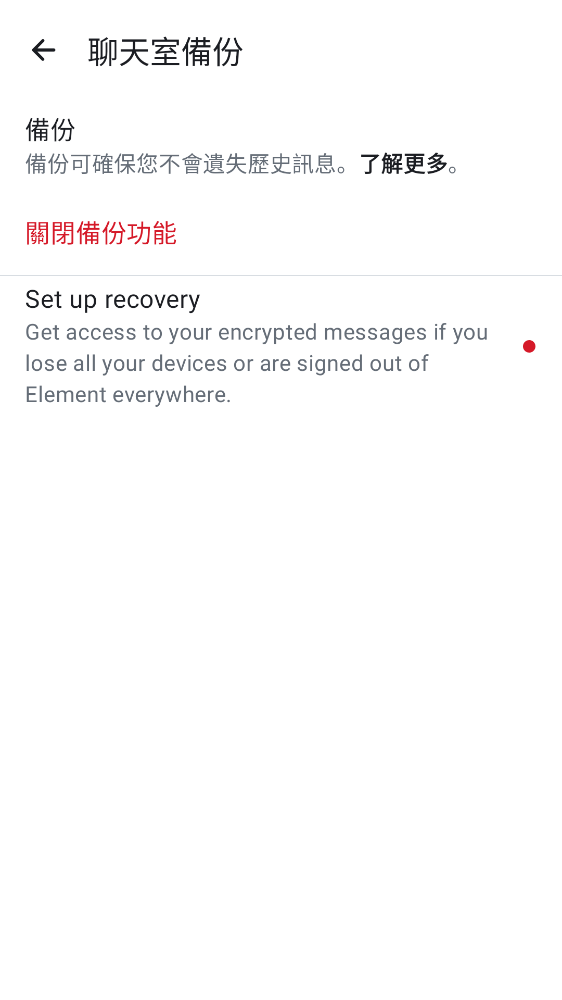 聊天室備份
備份
備份可確保您不會遺失歷史訊息。了解更多。
關閉備份功能
Set up recovery
Get access to your encrypted messages if you
lose all your devices or are signed out of
Element everywhere.